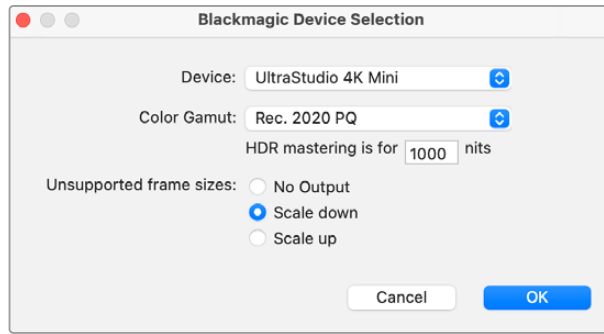 Blackmagic Device Selection
Device: UltraStudio 4K Mini
Color Gamut: Rec. 2020 PQ
HDR mastering is for 1000 nits
Unsupported frame sizes: No Output
Scale down
Scale up
Cancel OK